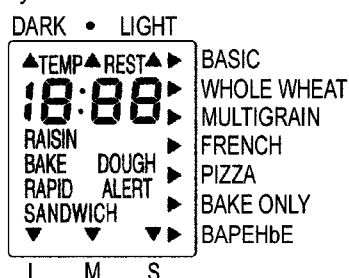 DARK • LIGHT
▲TEMP▲REST▲▶ BASIC
18:88 ▶ WHOLE WHEAT
▶ MULTIGRAIN
RAISIN ▶ FRENCH
BAKE DOUGH ▶ PIZZA
RAPID ALERT
SANDWICH ▶ BAKE ONLY
▼ ▼ ▼▶ BAPEHbE
L M S